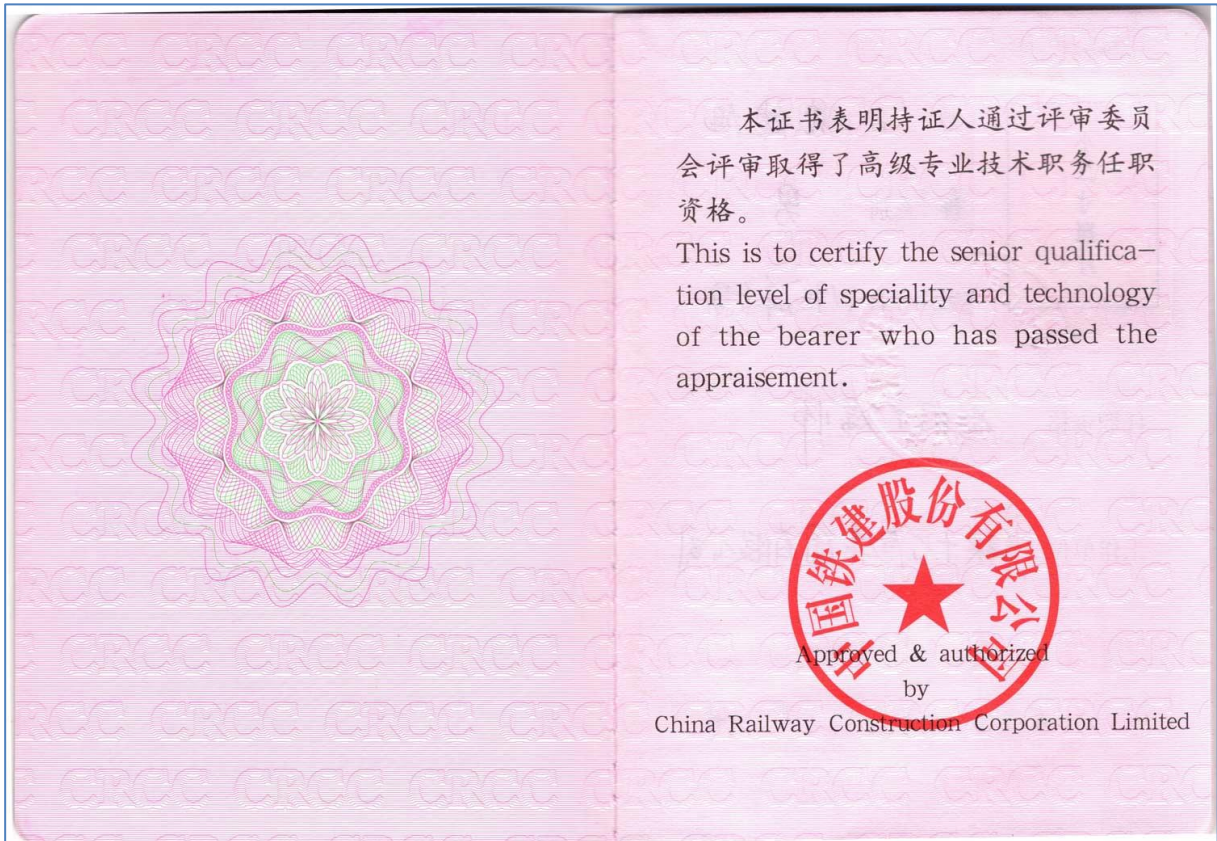 本证书表明持证人通过评审委员
会评审取得了高级专业技术职务任职
资格。
This is to certify the senior qualifica-
tion level of speciality and technology
of the bearer who has passed the
appraisement.
中国铁建股份有限公司
Approved & authorized
by
China Railway Construction Corporation Limited
CRCC